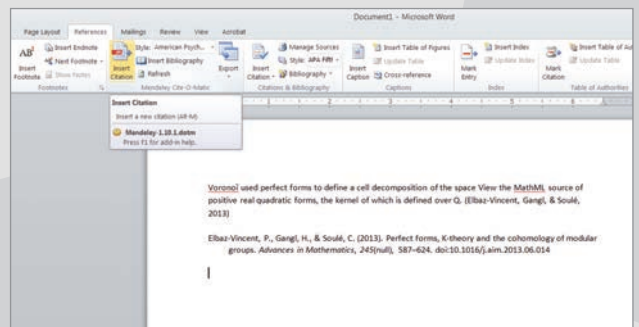 Document1 - Microsoft Word
Page Layout References Mailings Review View Acrobat
AB¹ Insert Endnote Style: American Psych... Manage Sources Insert Table of Figures Insert Index Insert Table of Au
Next Footnote Insert Bibliography Style: APA Fifth Update Table Update Index Update Table
Insert Footnote Show Notes Insert Citation Refresh Export Insert Citation Bibliography Insert Caption Cross-reference Mark Entry Mark Citation
Footnotes Mendeley Cite-O-Matic Citations & Bibliography Captions Index Table of Authorities
Insert Citation
Insert a new citation (Alt-M)
Mendeley-1.10.1.dotm
Press F1 for add-in help.
Voronoï used perfect forms to define a cell decomposition of the space View the MathML source of
positive real quadratic forms, the kernel of which is defined over Q. (Elbaz-Vincent, Gangl, & Soulé,
2013)
Elbaz-Vincent, P., Gangl, H., & Soulé, C. (2013). Perfect forms, K-theory and the cohomology of modular
groups. Advances in Mathematics, 245(null), 587–624. doi:10.1016/j.aim.2013.06.014